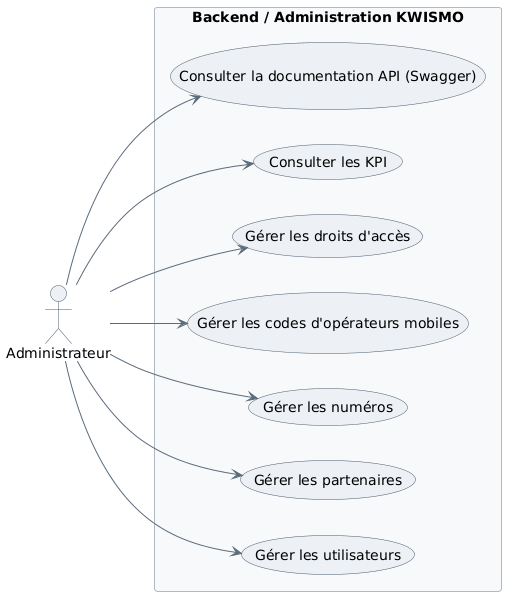 Backend / Administration KWISMO
Consulter la documentation API (Swagger)
Consulter les KPI
Gérer les droits d'accès
Gérer les codes d'opérateurs mobiles
Administrateur
Gérer les numéros
Gérer les partenaires
Gérer les utilisateurs